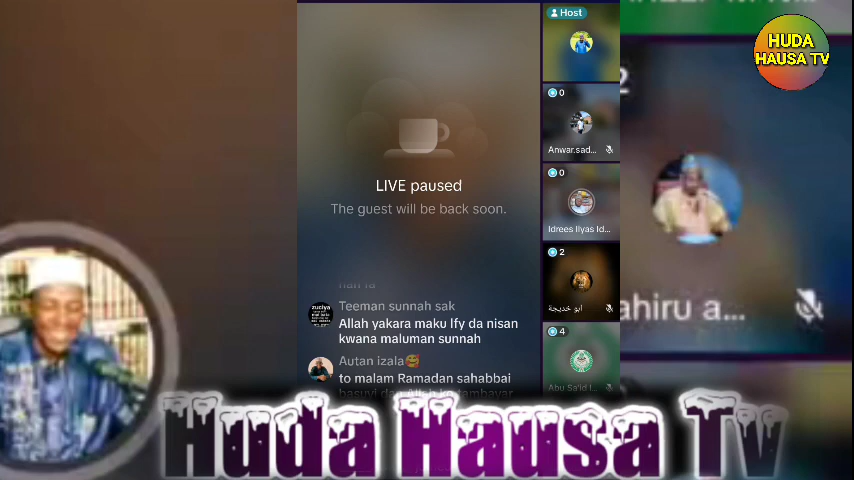 Host
HUDA
HAUSA TV
0
Anwar.sad...
LIVE paused
The guest will be back soon.
0
Idrees Ilyas Id...
2
ابو خديجة
ahiru a...
zuciya
Teeman sunnah sak
Allah yakara maku lfy da nisan
kwana maluman sunnah
4
Autan izala🥰
to malam Ramadan sahabbai
Abu Sa'id I...
Huda Hausa Tv